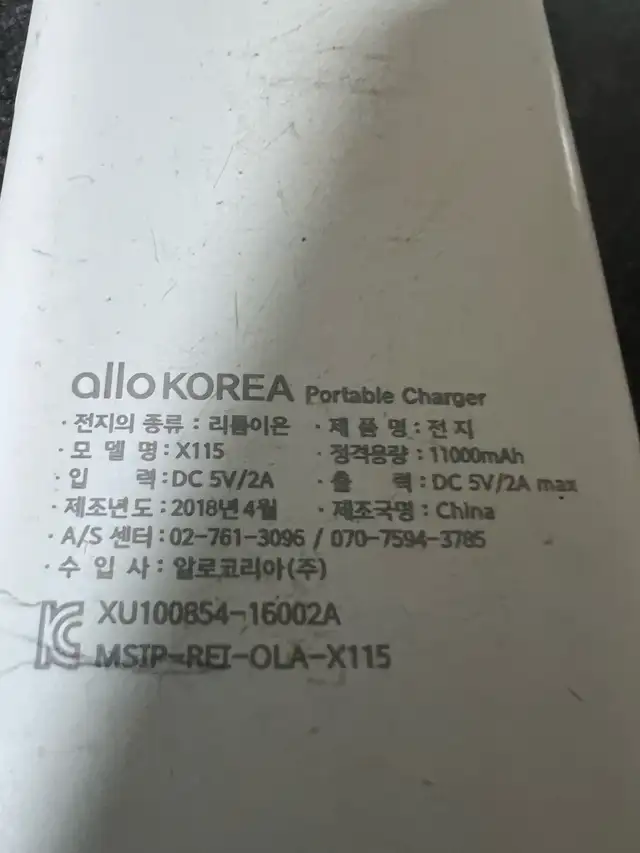 allo KOREA Portable Charger
· 전지의 종류 : 리튬이온 · 제 품 명 : 전지
· 모 델 명 : X115 · 정격용량 : 11000mAh
· 입 력 : DC 5V/2A · 출 력 : DC 5V/2A max
· 제조년도 : 2018년 4월 · 제조국명 : China
· A/S 센터 : 02-761-3096 / 070-7594-3785
· 수 입 사 : 알로코리아(주)
XU100854-16002A
MSIP-REI-OLA-X115